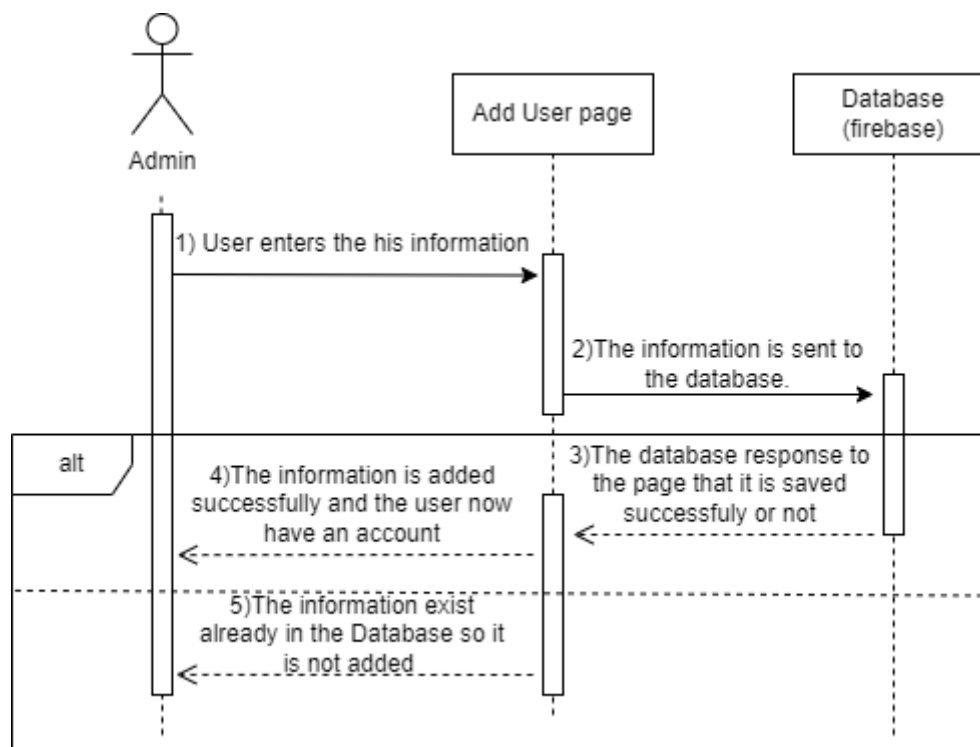 Admin
Add User page
Database
(firebase)
1) User enters the his information
2)The information is sent to
the database.
alt
3)The database response to
the page that it is saved
successfuly or not
4)The information is added
successfully and the user now
have an account
5)The information exist
already in the Database so it
is not added